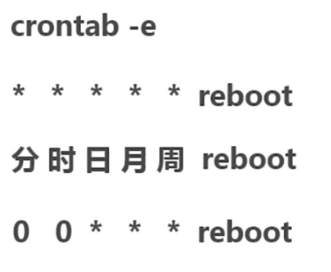 crontab -e
* * * * * reboot
分 时 日 月 周 reboot
0 0 * * * reboot